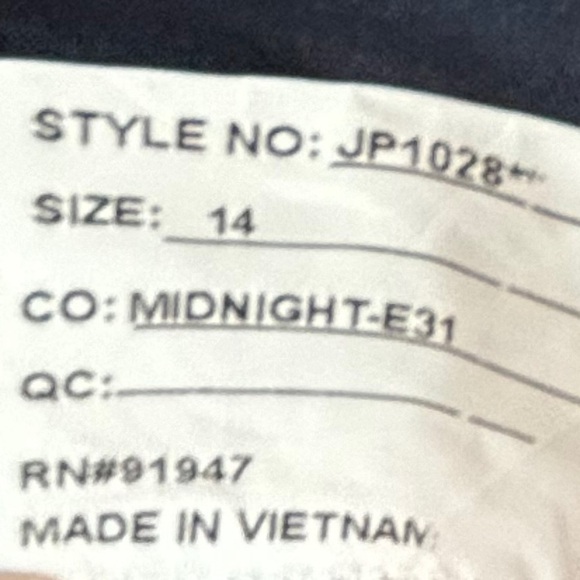 STYLE NO: JP1028
SIZE: 14
CO: MIDNIGHT-E31
QC:
RN#91947
MADE IN VIETNAM